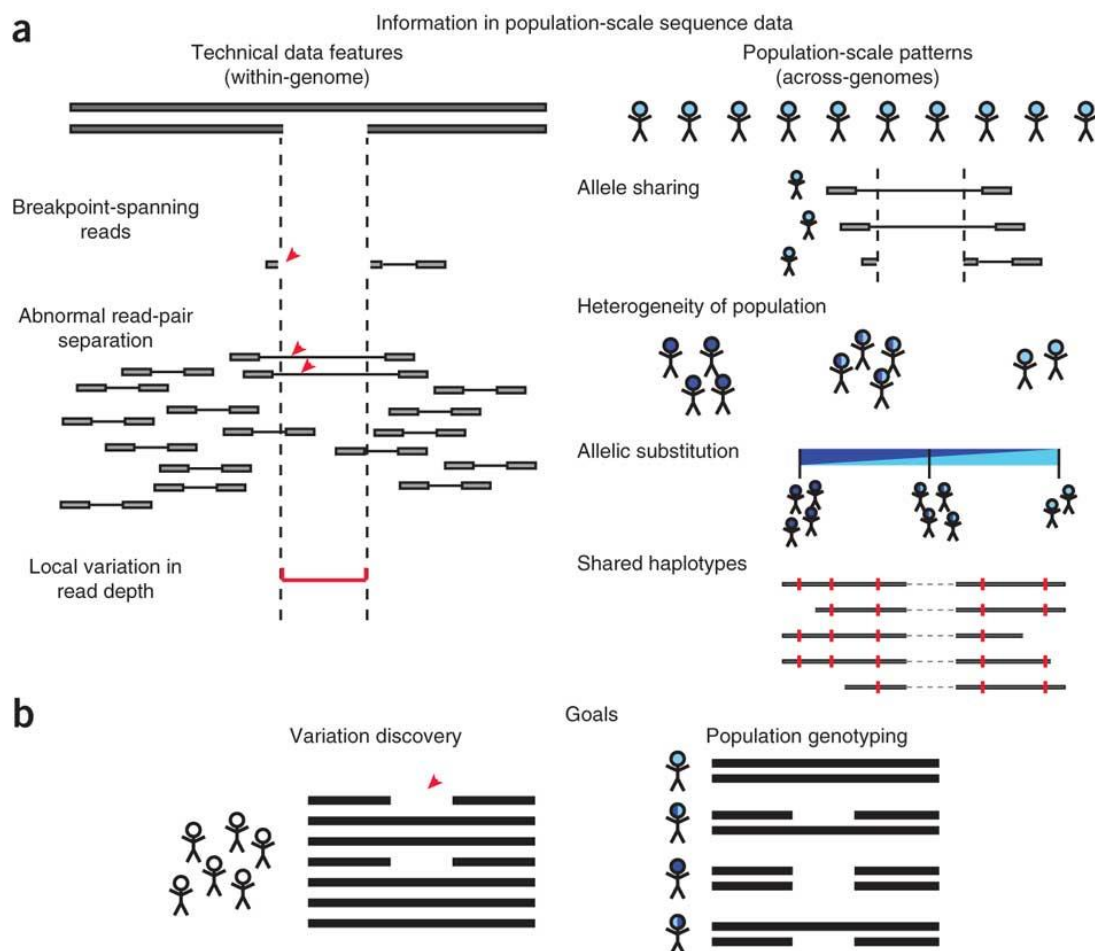 a
Information in population-scale sequence data
Technical data features
(within-genome)
Breakpoint-spanning
reads
Abnormal read-pair
separation
Local variation in
read depth
Population-scale patterns
(across-genomes)
Allele sharing
Heterogeneity of population
Allelic substitution
Shared haplotypes
b
Goals
Variation discovery
Population genotyping